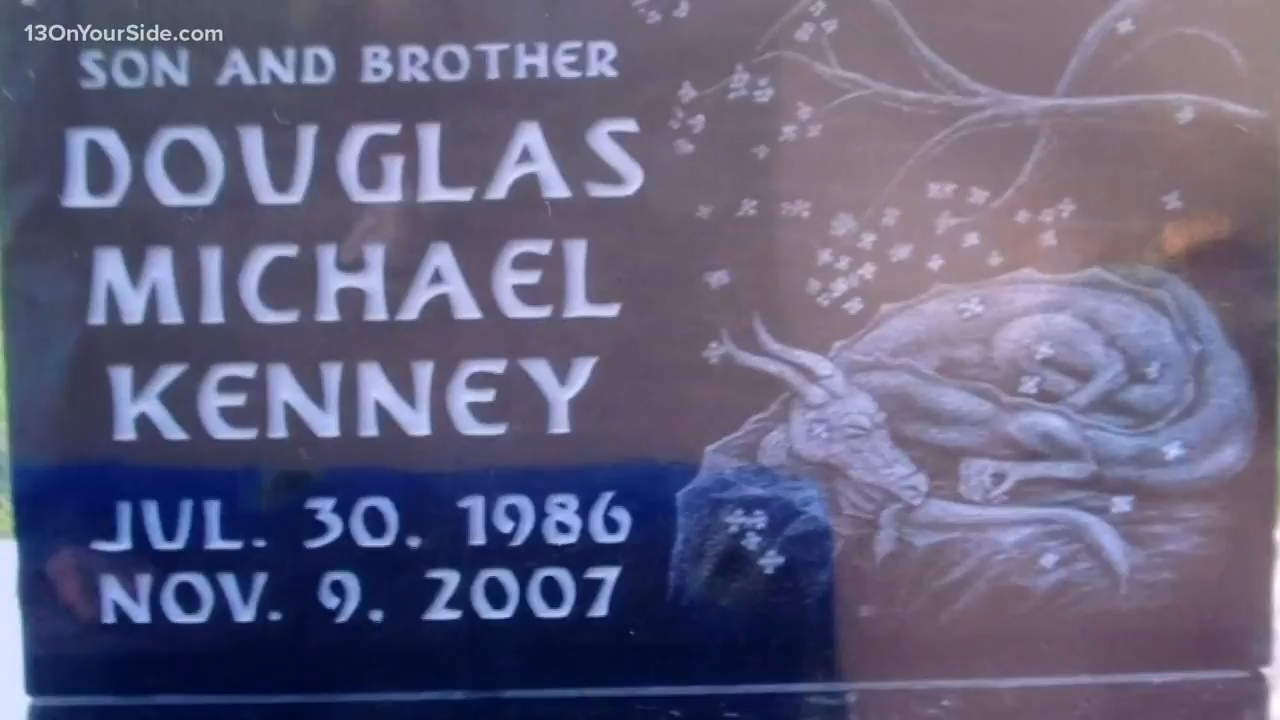 13OnYourSide.com
SON AND BROTHER
DOUGLAS
MICHAEL
KENNEY
JUL. 30. 1986
NOV. 9. 2007